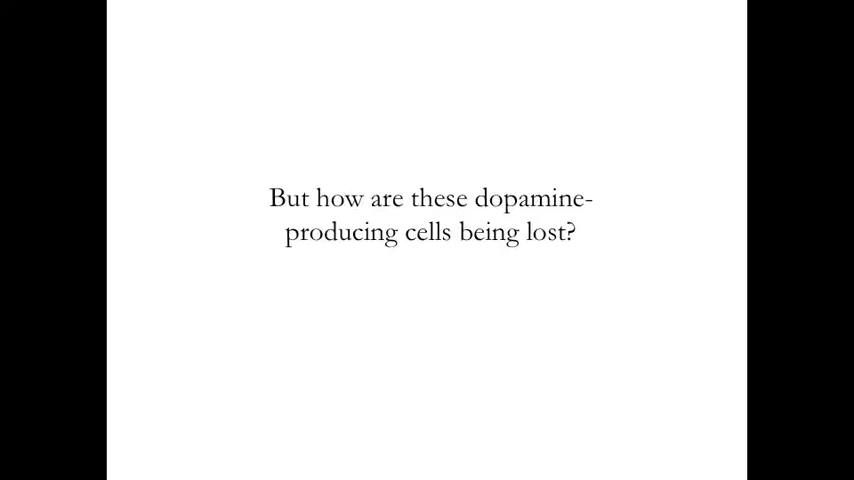 But how are these dopamine-
producing cells being lost?